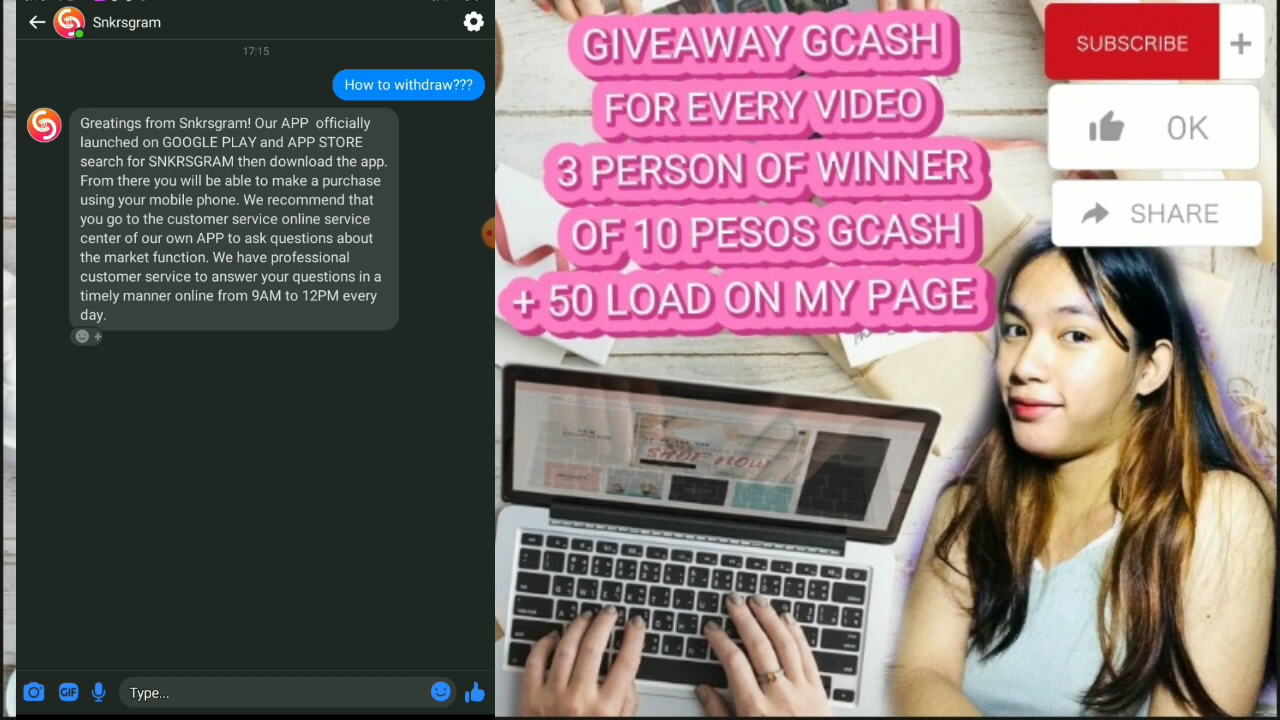 Snkrsgram
17:15
How to withdraw???
Greatings from Snkrsgram! Our APP officially
launched on GOOGLE PLAY and APP STORE
search for SNKRSGRAM then download the app.
From there you will be able to make a purchase
using your mobile phone. We recommend that
you go to the customer service online service
center of our own APP to ask questions about
the market function. We have professional
customer service to answer your questions in a
timely manner online from 9AM to 12PM every
day.
GIF
Type...
GIVEAWAY GCASH
FOR EVERY VIDEO
3 PERSON OF WINNER
OF 10 PESOS GCASH
+ 50 LOAD ON MY PAGE
SUBSCRIBE
0K
SHARE
SHOP NOW